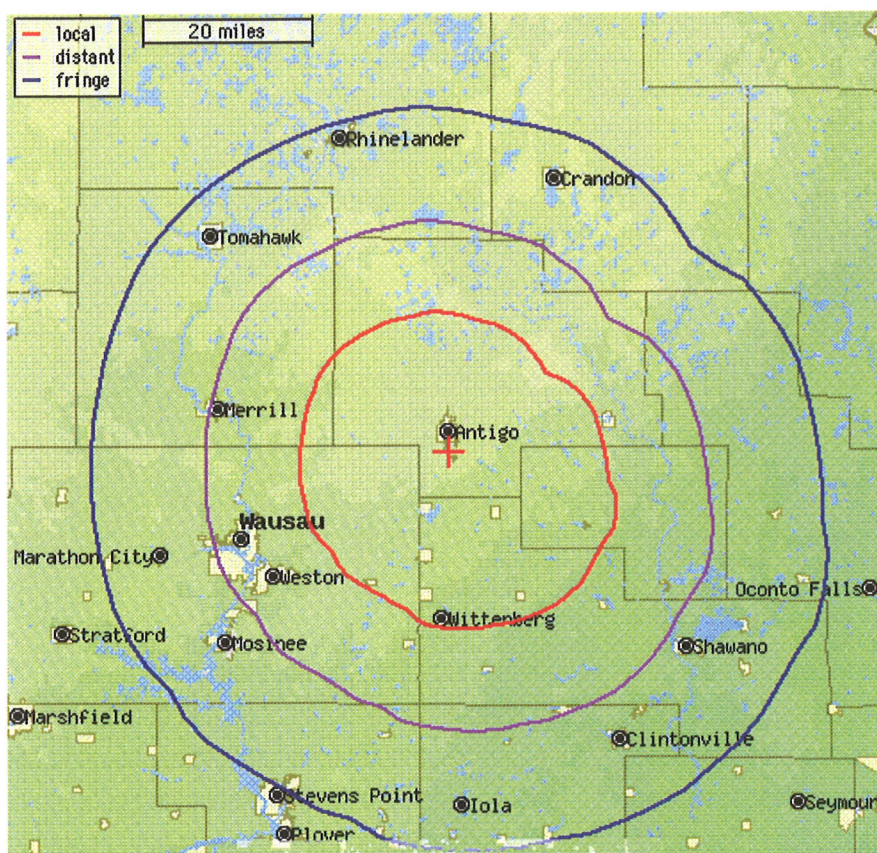 local
distant
fringe
20 miles
Rhinelander
Crandon
Tomahawk
Merrill
Antigo
Wausau
Marathon City
Weston
Oconto Falls
Wittenberg
Stratford
Mosinee
Shawano
Marshfield
Clintonville
Stevens Point
Iola
Seymour
Plover